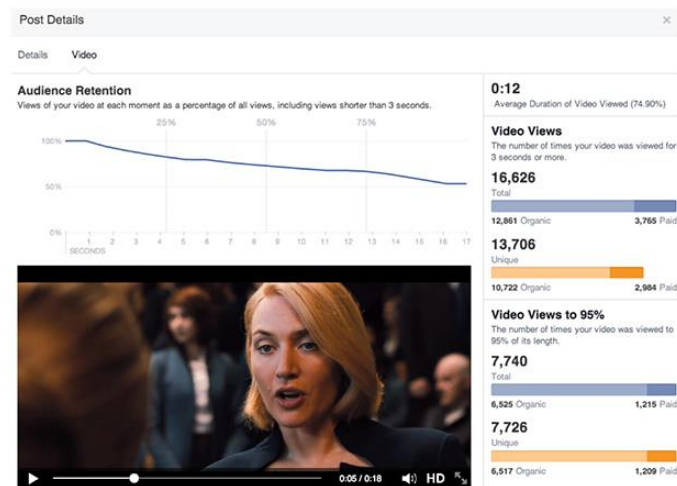 Post Details ×
Details Video
Audience Retention
Views of your video at each moment as a percentage of all views, including views shorter than 3 seconds.
25% 50% 75%
100%
50%
0%
1 2 3 4 5 6 7 8 9 10 11 12 13 14 15 16 17
SECONDS
0:05 / 0:18 HD
0:12
Average Duration of Video Viewed (74.90%)
Video Views
The number of times your video was viewed for
3 seconds or more.
16,626
Total
12,861 Organic 3,765 Paid
13,706
Unique
10,722 Organic 2,984 Paid
Video Views to 95%
The number of times your video was viewed to
95% of its length.
7,740
Total
6,525 Organic 1,215 Paid
7,726
Unique
6,517 Organic 1,209 Paid